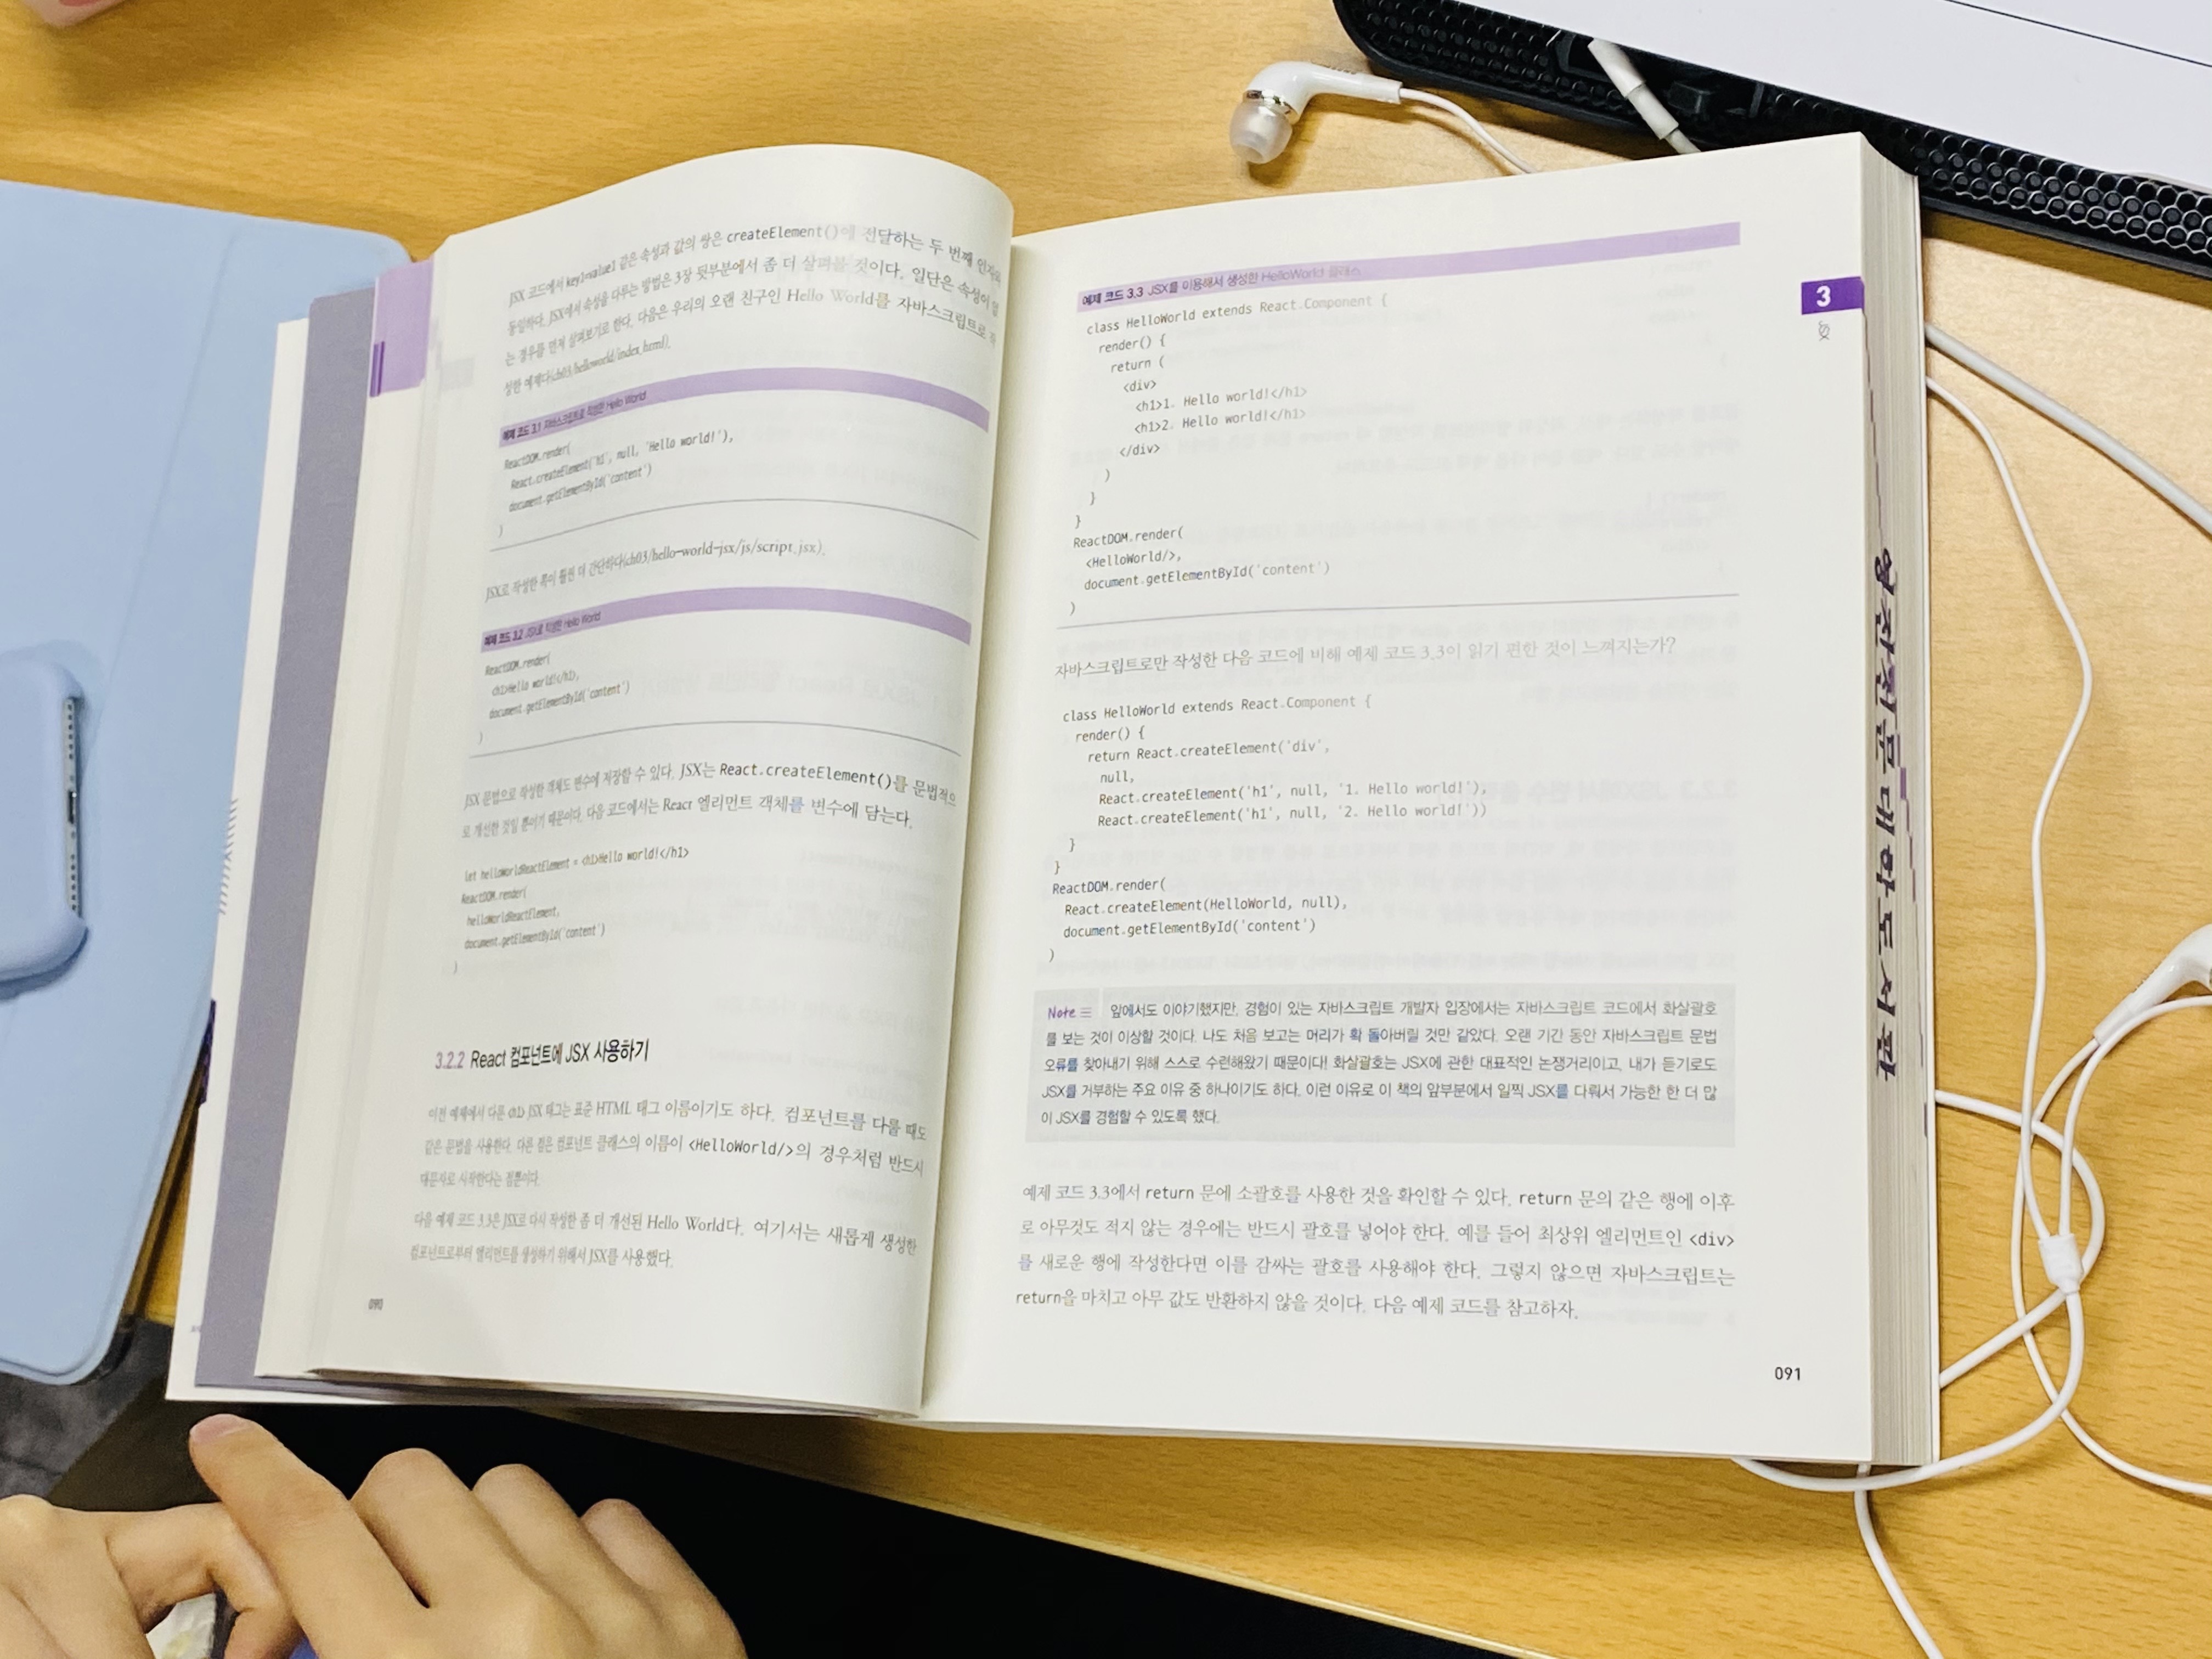 JSX 코드에서 key1=value1 같은 속성과 값의 쌍은 createElement()에 전달하는 두 번째 인자와
동일하다. JSX에서 속성을 다루는 방법은 3장 뒷부분에서 좀 더 살펴볼 것이다. 일단은 속성이 없
는 경우를 먼저 살펴보기로 한다. 다음은 우리의 오랜 친구인 Hello World를 자바스크립트로 작
성한 예제다(ch03/helloworld/index.html).
예제 코드 3.1 자바스크립트로 작성한 Hello World
ReactDOM.render(
React.createElement('h1', null, 'Hello world!'),
document.getElementById('content')
)
JSX로 작성한 쪽이 훨씬 더 간단하다(ch03/hello-world-jsx/js/script.jsx).
예제 코드 3.2 JSX로 작성한 Hello World
ReactDOM.render(
<h1>Hello world!</h1>,
document.getElementById('content')
)
JSX 문법으로 작성한 객체도 변수에 저장할 수 있다. JSX는 React.createElement()를 문법적으
로 개선한 것일 뿐이기 때문이다. 다음 코드에서는 React 엘리먼트 객체를 변수에 담는다.
let helloWorldReactElement = <h1>Hello world!</h1>
ReactDOM.render(
helloWorldReactElement,
document.getElementById('content')
)
3.2.2 React 컴포넌트에 JSX 사용하기
이전 예제에서 다룬 <h1> JSX 태그는 표준 HTML 태그 이름이기도 하다. 컴포넌트를 다룰 때도
같은 문법을 사용한다. 다른 점은 컴포넌트 클래스의 이름이 <HelloWorld/>의 경우처럼 반드시
대문자로 시작한다는 점뿐이다.
다음 예제 코드 3.3은 JSX로 다시 작성한 좀 더 개선된 Hello World다. 여기서는 새롭게 생성한
컴포넌트로부터 엘리먼트를 생성하기 위해서 JSX를 사용했다.
090
예제 코드 3.3 JSX를 이용해서 생성한 HelloWorld 클래스
class HelloWorld extends React.Component {
render() {
return (
<div>
<h1>1. Hello world!</h1>
<h1>2. Hello world!</h1>
</div>
)
}
}
ReactDOM.render(
<HelloWorld/>,
document.getElementById('content')
)
자바스크립트로만 작성한 다음 코드에 비해 예제 코드 3.3이 읽기 편한 것이 느껴지는가?
class HelloWorld extends React.Component {
render() {
return React.createElement('div',
null,
React.createElement('h1', null, '1. Hello world!'),
React.createElement('h1', null, '2. Hello world!'))
}
}
ReactDOM.render(
React.createElement(HelloWorld, null),
document.getElementById('content')
)
Note 앞에서도 이야기했지만, 경험이 있는 자바스크립트 개발자 입장에서는 자바스크립트 코드에서 화살괄호
를 보는 것이 이상할 것이다. 나도 처음 보고는 머리가 확 돌아버릴 것만 같았다. 오랜 기간 동안 자바스크립트 문법
오류를 찾아내기 위해 스스로 수련해왔기 때문이다! 화살괄호는 JSX에 관한 대표적인 논쟁거리이고, 내가 듣기로도
JSX를 거부하는 주요 이유 중 하나이기도 하다. 이런 이유로 이 책의 앞부분에서 일찍 JSX를 다뤄서 가능한 한 더 많
이 JSX를 경험할 수 있도록 했다.
예제 코드 3.3에서 return 문에 소괄호를 사용한 것을 확인할 수 있다. return 문의 같은 행에 이후
로 아무것도 적지 않는 경우에는 반드시 괄호를 넣어야 한다. 예를 들어 최상위 엘리먼트인 <div>
를 새로운 행에 작성한다면 이를 감싸는 괄호를 사용해야 한다. 그렇지 않으면 자바스크립트는
return을 마치고 아무 값도 반환하지 않을 것이다. 다음 예제 코드를 참고하자.
091
3
영진전문대학도서관